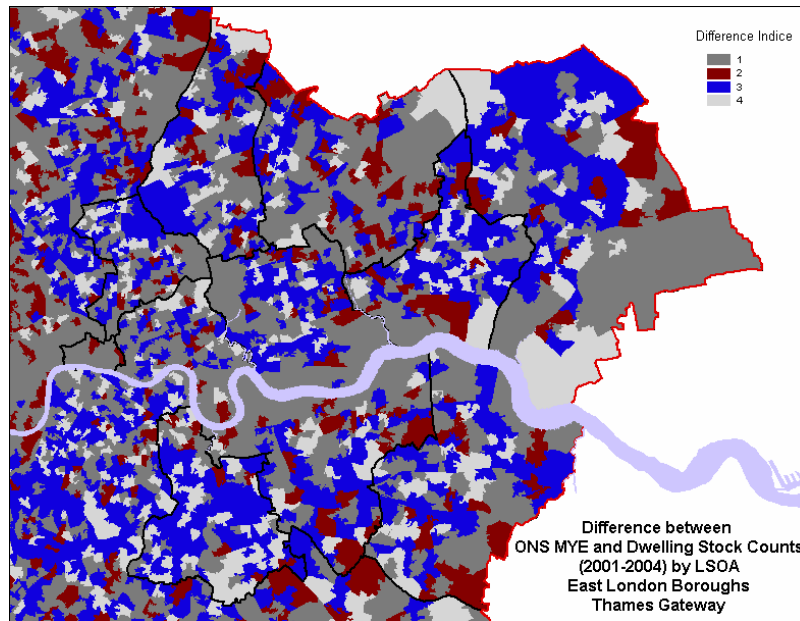 Difference Indice
1
2
3
4
Difference between
ONS MYE and Dwelling Stock Counts
(2001-2004) by LSOA
East London Boroughs
Thames Gateway